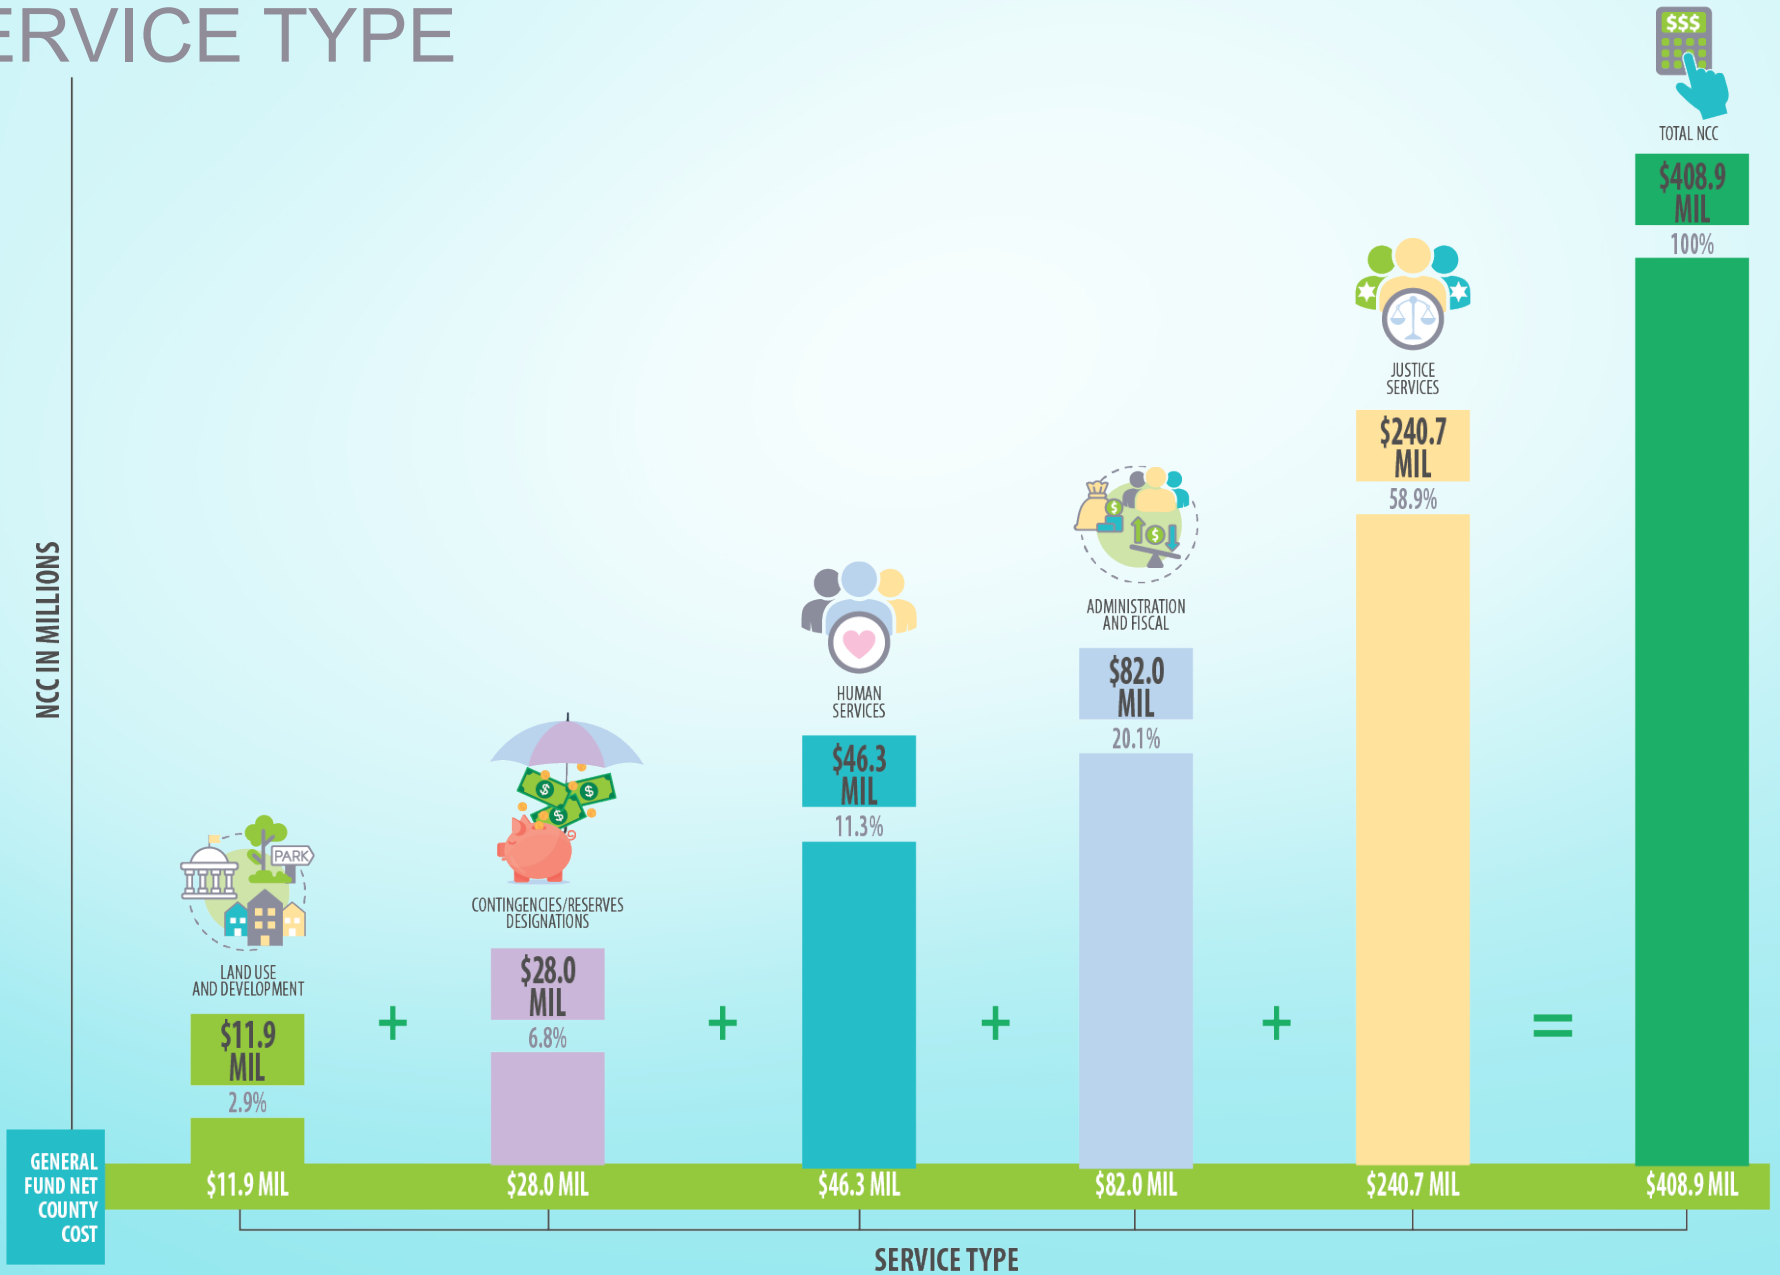 ERVICE TYPE
$$$
TOTAL NCC
$408.9
MIL
100%
JUSTICE
SERVICES
$240.7
MIL
58.9%
ADMINISTRATION
AND FISCAL
$82.0
MIL
20.1%
HUMAN
SERVICES
$46.3
MIL
11.3%
CONTINGENCIES/RESERVES
DESIGNATIONS
$28.0
MIL
6.8%
PARK
LAND USE
AND DEVELOPMENT
$11.9
MIL
2.9%
+ + + + =
NCC IN MILLIONS
GENERAL
FUND NET
COUNTY
COST
$11.9 MIL $28.0 MIL $46.3 MIL $82.0 MIL $240.7 MIL $408.9 MIL
SERVICE TYPE